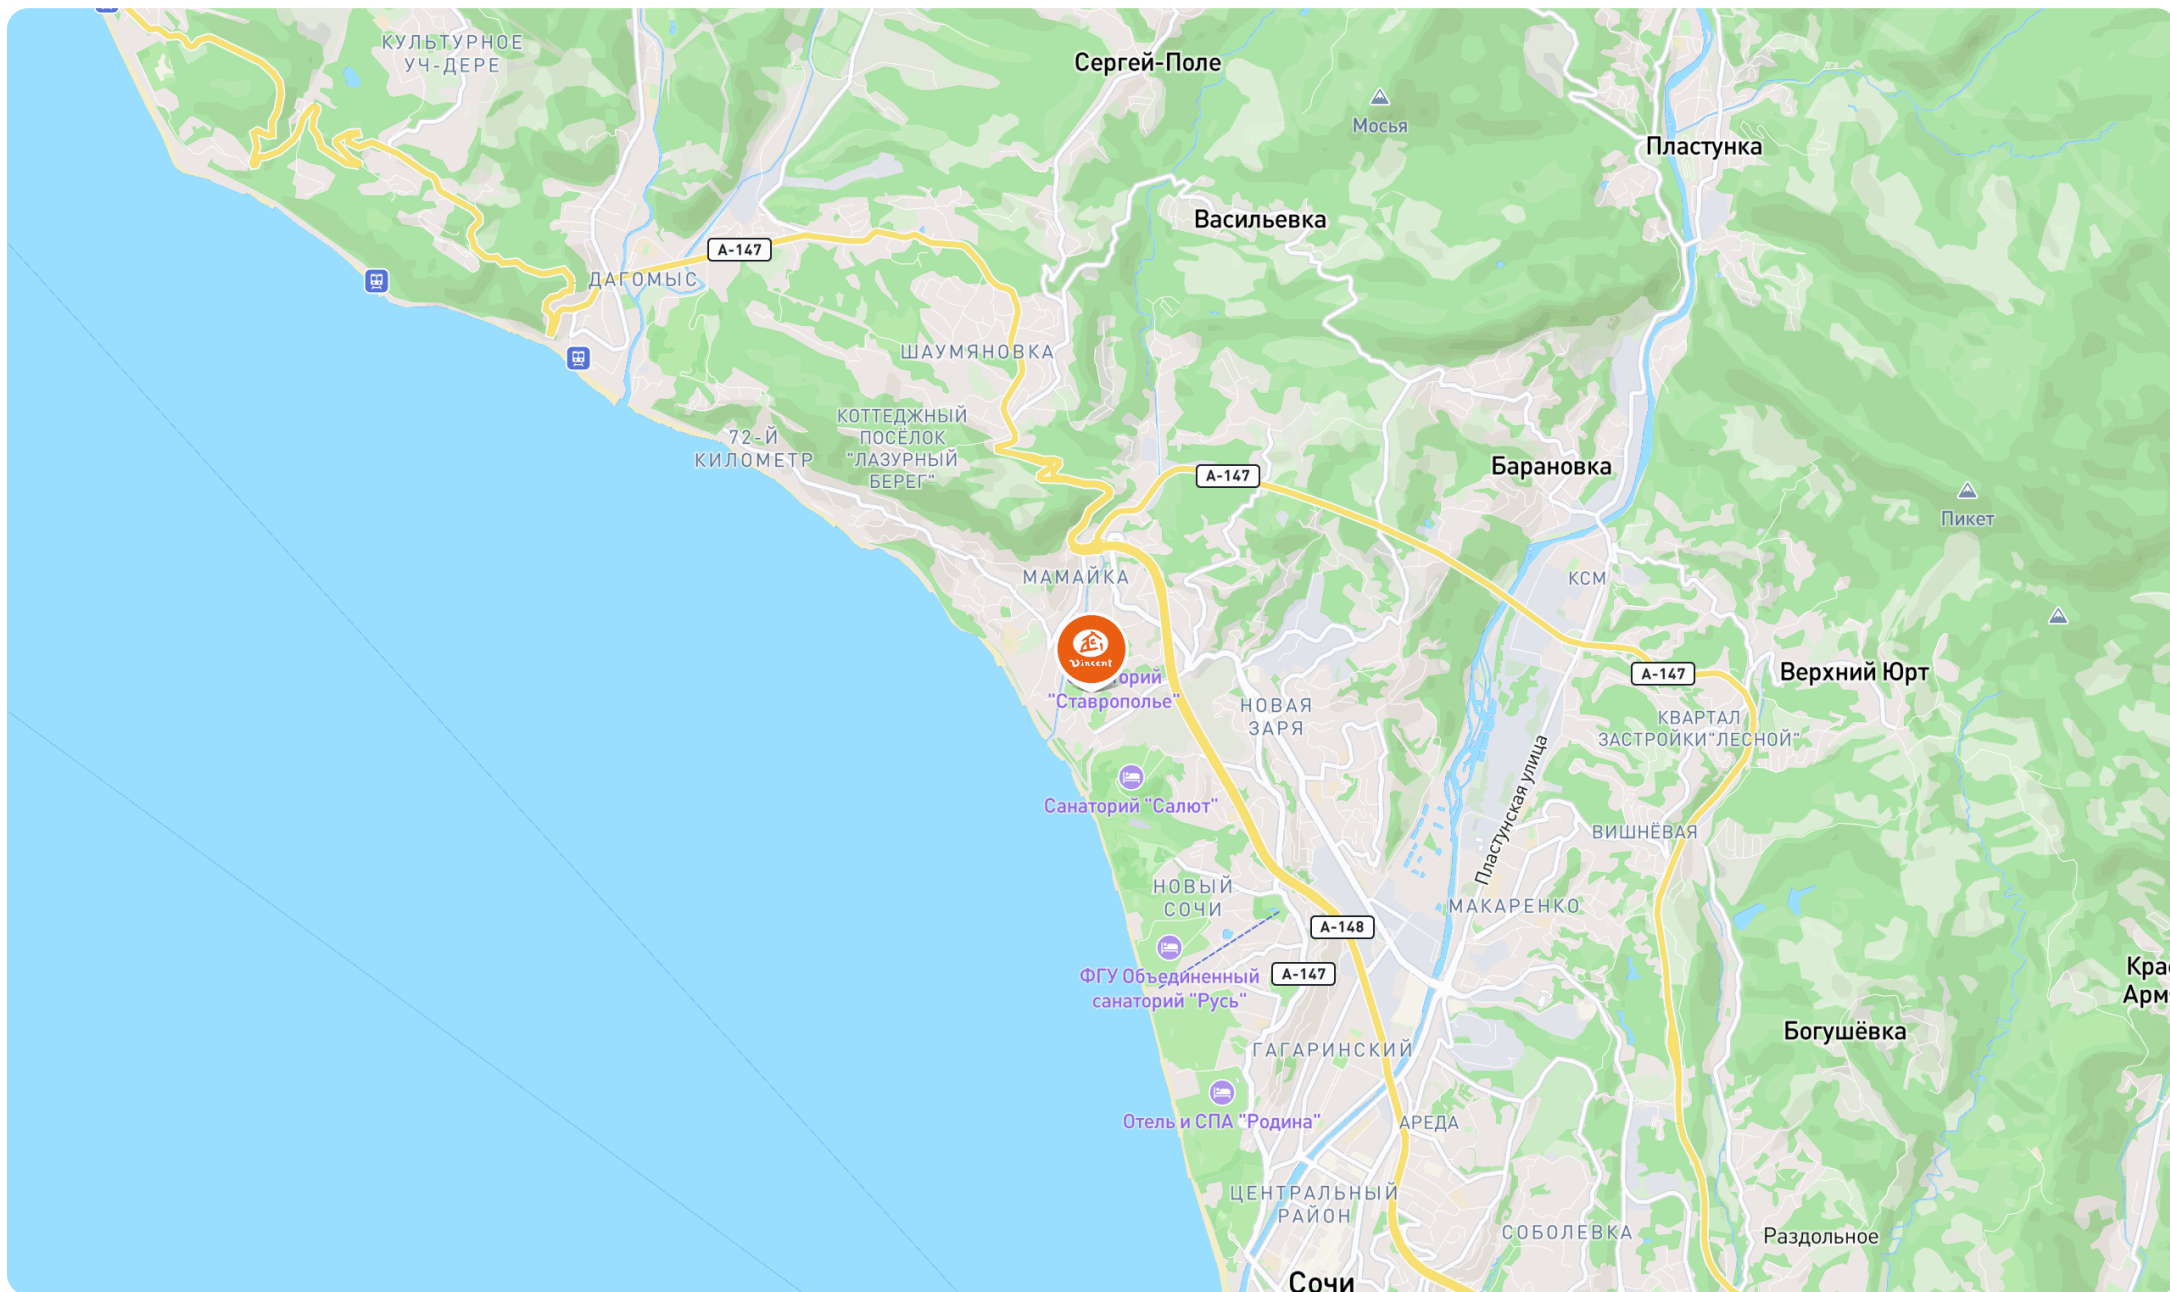 КУЛЬТУРНОЕ
УЧ-ДЕРЕ
Сергей-Поле
Мосья
Пластунка
Васильевка
А-147
ДАГОМЫС
ШАУМЯНОВКА
КОТТЕДЖНЫЙ
ПОСЁЛОК
"ЛАЗУРНЫЙ
БЕРЕГ"
72-Й
КИЛОМЕТР
А-147
Барановка
Пикет
МАМАЙКА
КСМ
Vincent
"Ставрополье"
А-147
Верхний Юрт
НОВАЯ
ЗАРЯ
КВАРТАЛ
ЗАСТРОЙКИ"ЛЕСНОЙ"
Пластунская улица
Санаторий "Салют"
ВИШНЁВАЯ
НОВЫЙ
СОЧИ
МАКАРЕНКО
А-148
ФГУ Объединенный
санаторий "Русь"
А-147
Кра
Арм
Богушёвка
ГАГАРИНСКИЙ
Отель и СПА "Родина"
АРЕДА
ЦЕНТРАЛЬНЫЙ
РАЙОН
СОБОЛЕВКА
Раздольное
Сочи